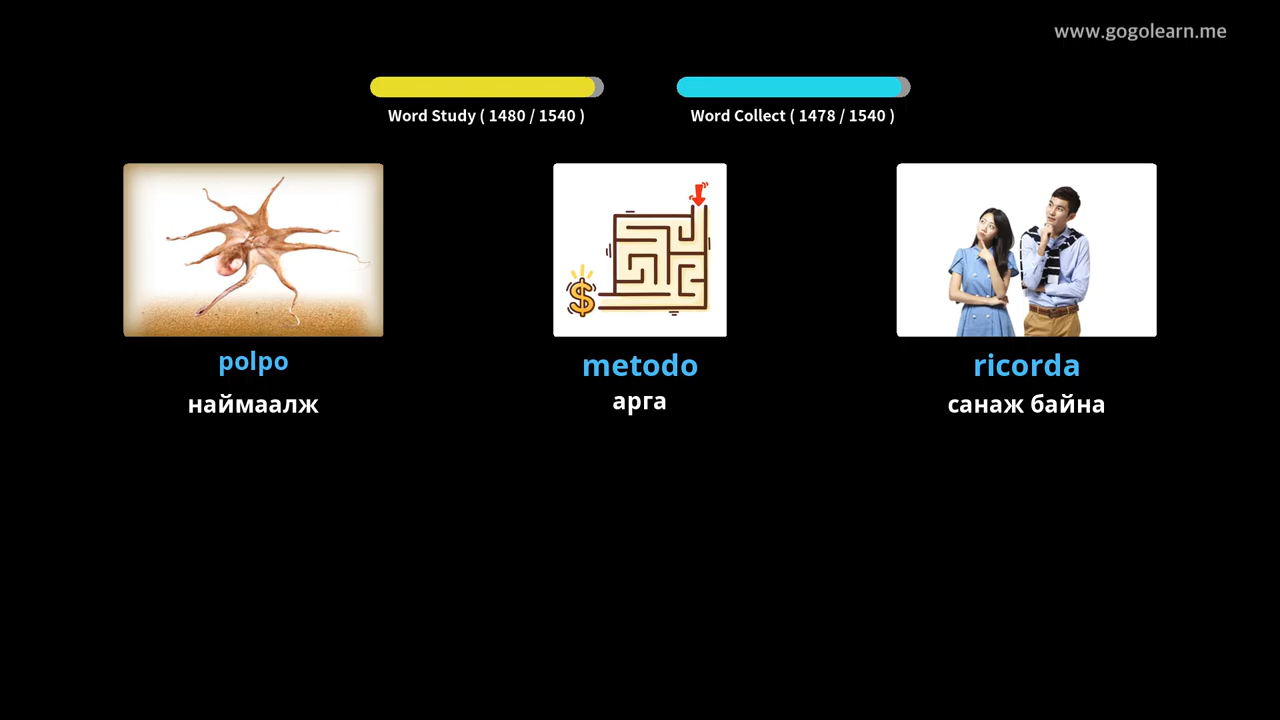 www.gogolearn.me
Word Study ( 1480 / 1540 )
Word Collect ( 1478 / 1540 )
polpo
metodo
ricorda
наймаалж
арга
санаж байна